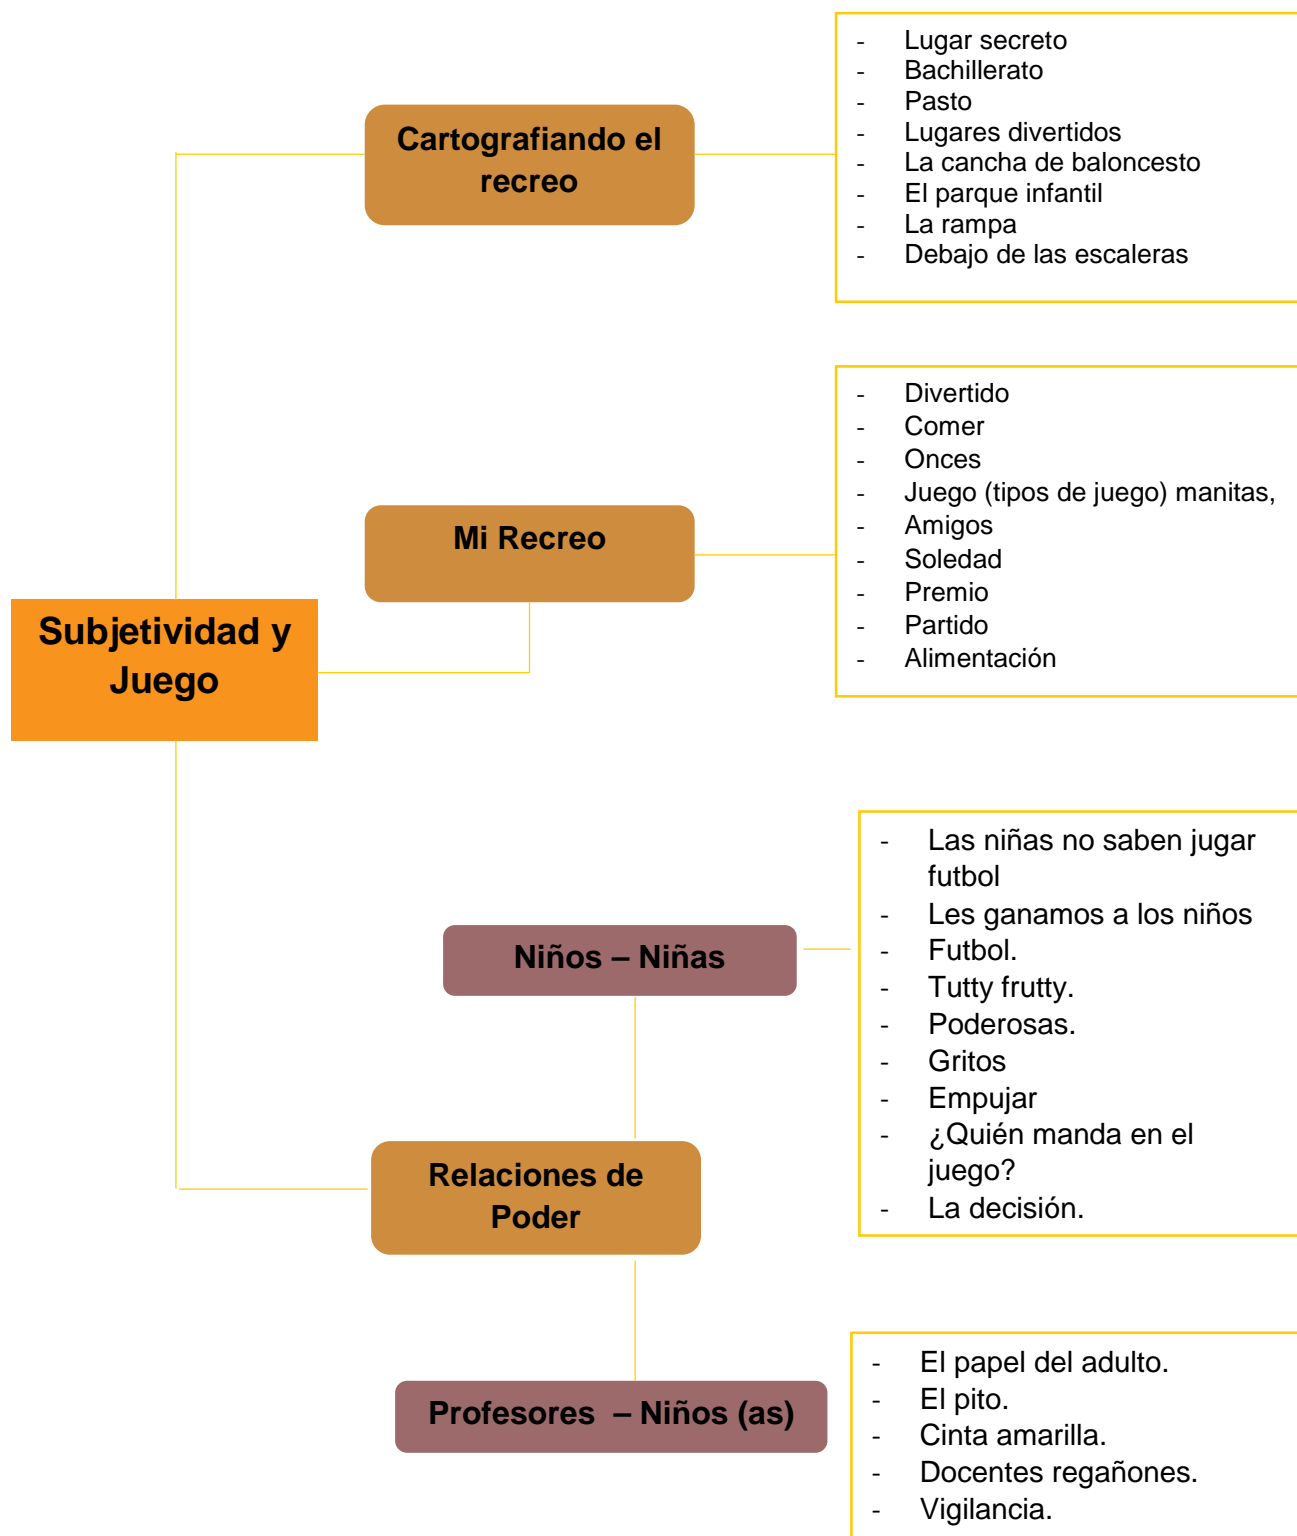 - Lugar secreto
- Bachillerato
- Pasto
- Lugares divertidos
- La cancha de baloncesto
- El parque infantil
- La rampa
- Debajo de las escaleras
Cartografiando el
recreo
- Divertido
- Comer
- Onces
- Juego (tipos de juego) manitas,
- Amigos
- Soledad
- Premio
- Partido
- Alimentación
Mi Recreo
Subjetividad y
Juego
- Las niñas no saben jugar
futbol
- Les ganamos a los niños
- Futbol.
- Tutty frutty.
- Poderosas.
- Gritos
- Empujar
- ¿Quién manda en el
juego?
- La decisión.
Niños – Niñas
Relaciones de
Poder
Profesores – Niños (as)
- El papel del adulto.
- El pito.
- Cinta amarilla.
- Docentes regañones.
- Vigilancia.